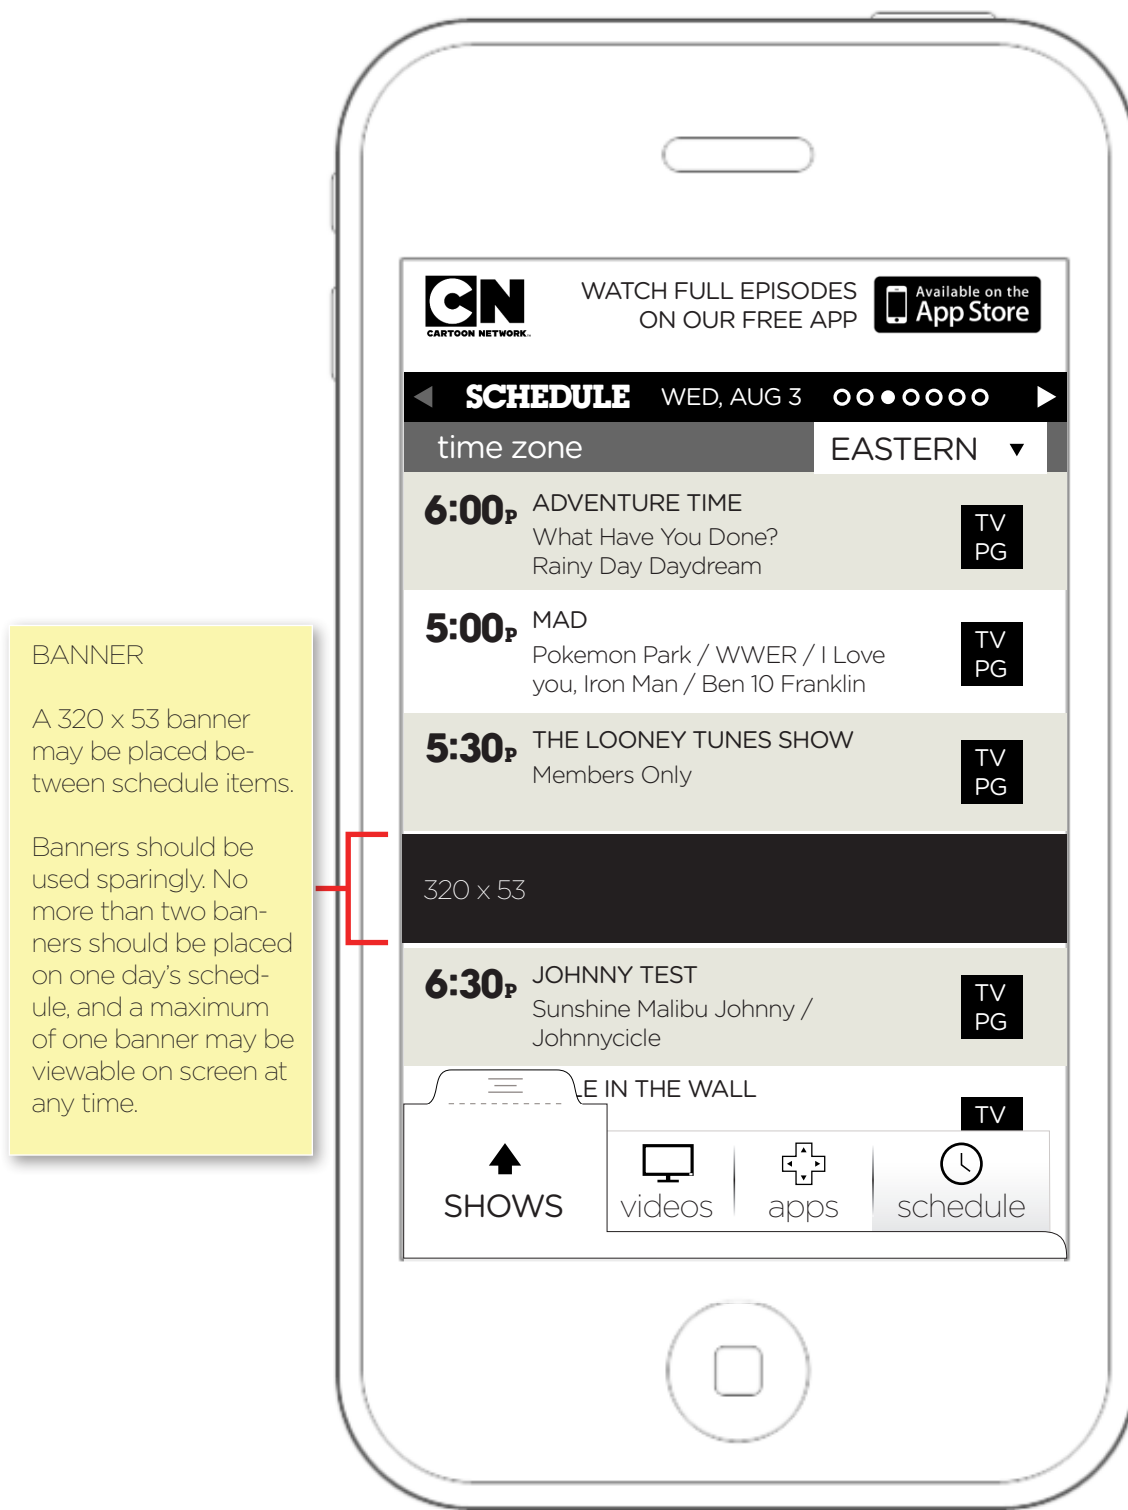 CN
CARTOON NETWORK™
WATCH FULL EPISODES
ON OUR FREE APP
Available on the
App Store
SCHEDULE WED, AUG 3
time zone
EASTERN
6:00P
ADVENTURE TIME
What Have You Done?
Rainy Day Daydream
TV
PG
5:00P
MAD
Pokemon Park / WWER / I Love
you, Iron Man / Ben 10 Franklin
TV
PG
5:30P
THE LOONEY TUNES SHOW
Members Only
TV
PG
BANNER
A 320 x 53 banner
may be placed be-
tween schedule items.
Banners should be
used sparingly. No
more than two ban-
ners should be placed
on one day's sched-
ule, and a maximum
of one banner may be
viewable on screen at
any time.
320 x 53
6:30P
JOHNNY TEST
Sunshine Malibu Johnny /
Johnnycicle
TV
PG
LE IN THE WALL
TV
SHOWS
videos
apps
schedule